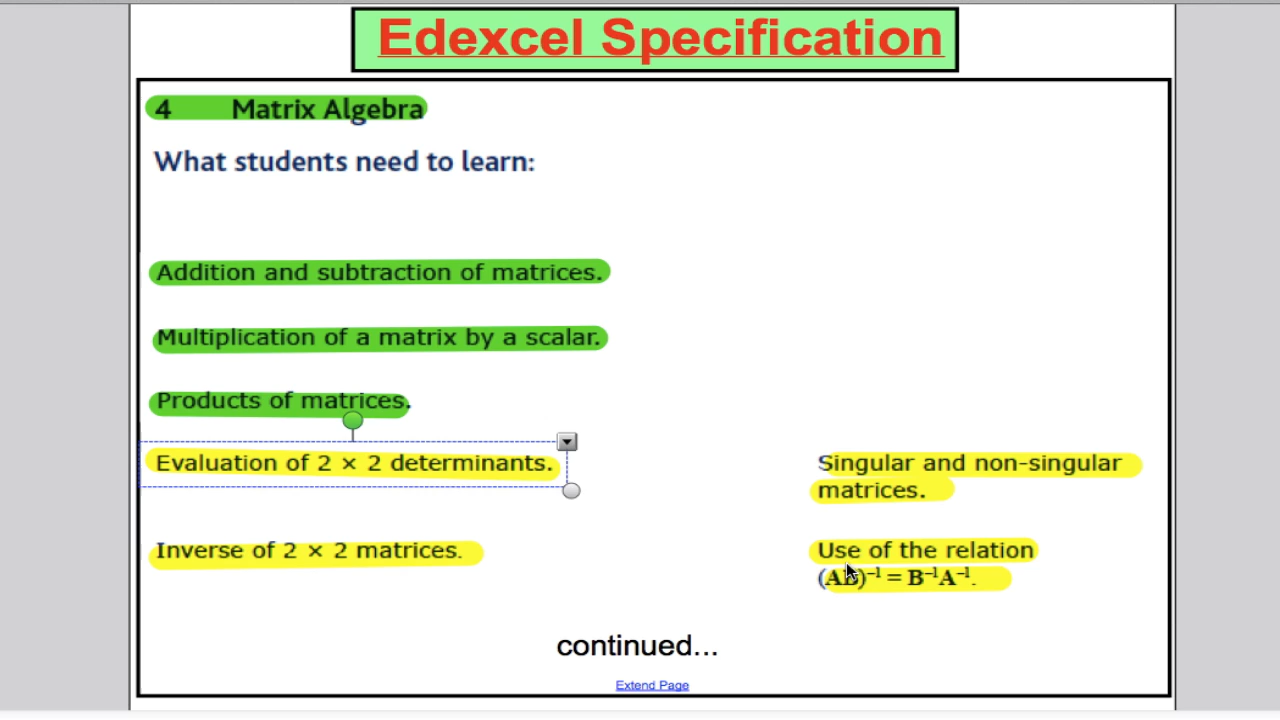 Edexcel Specification
4 Matrix Algebra
What students need to learn:
Addition and subtraction of matrices.
Multiplication of a matrix by a scalar.
Products of matrices.
Evaluation of 2 × 2 determinants.
Singular and non-singular
matrices.
Inverse of 2 × 2 matrices.
Use of the relation
(AB)⁻¹ = B⁻¹A⁻¹.
continued...
Extend Page